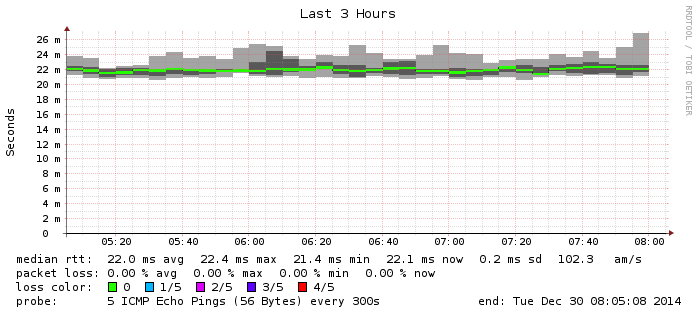 Last 3 Hours
RRDTOOL / TOBI OETIKER
Seconds
26 m
24 m
22 m
20 m
18 m
16 m
14 m
12 m
10 m
8 m
6 m
4 m
2 m
0
05:20 05:40 06:00 06:20 06:40 07:00 07:20 07:40 08:00
median rtt: 22.0 ms avg 22.4 ms max 21.4 ms min 22.1 ms now 0.2 ms sd 102.3 am/s
packet loss: 0.00 % avg 0.00 % max 0.00 % min 0.00 % now
loss color: 0 1/5 2/5 3/5 4/5
probe: 5 ICMP Echo Pings (56 Bytes) every 300s end: Tue Dec 30 08:05:08 2014